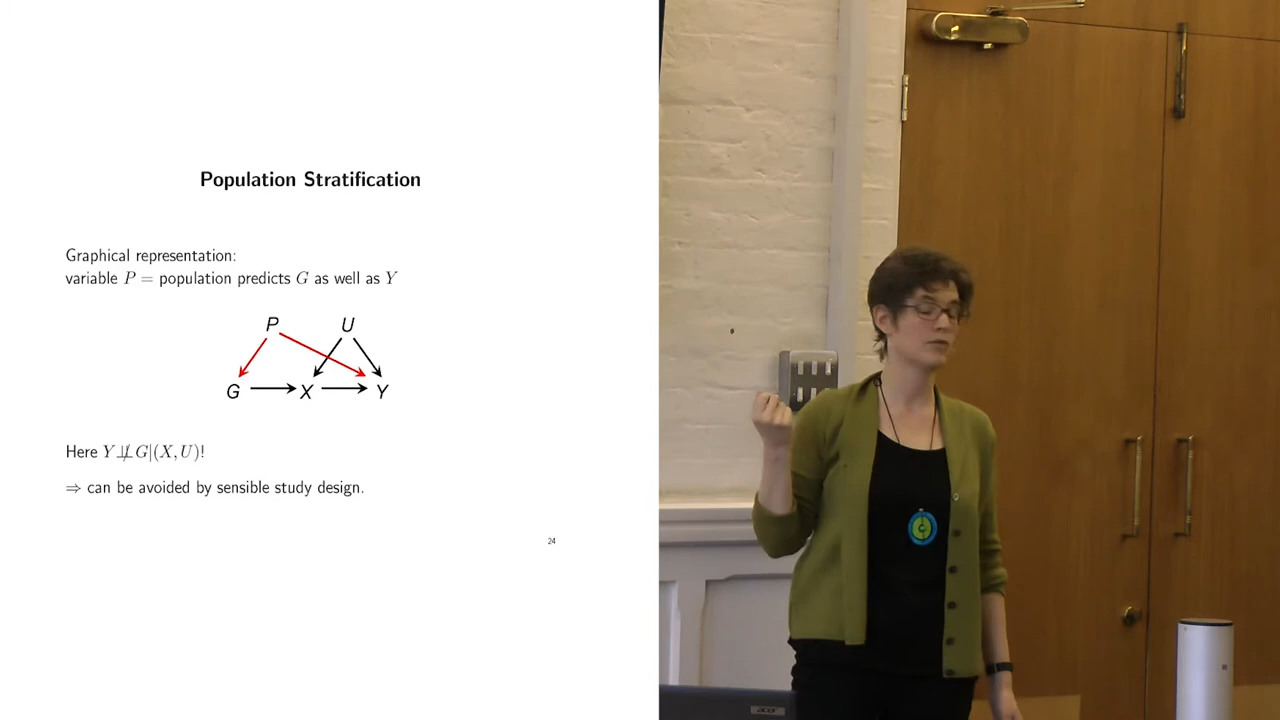 Population Stratification
Graphical representation:
variable P = population predicts G as well as Y
P U
G X Y
Here Y ⊥̸⊥ G|(X, U)!
⇒ can be avoided by sensible study design.
24
acer